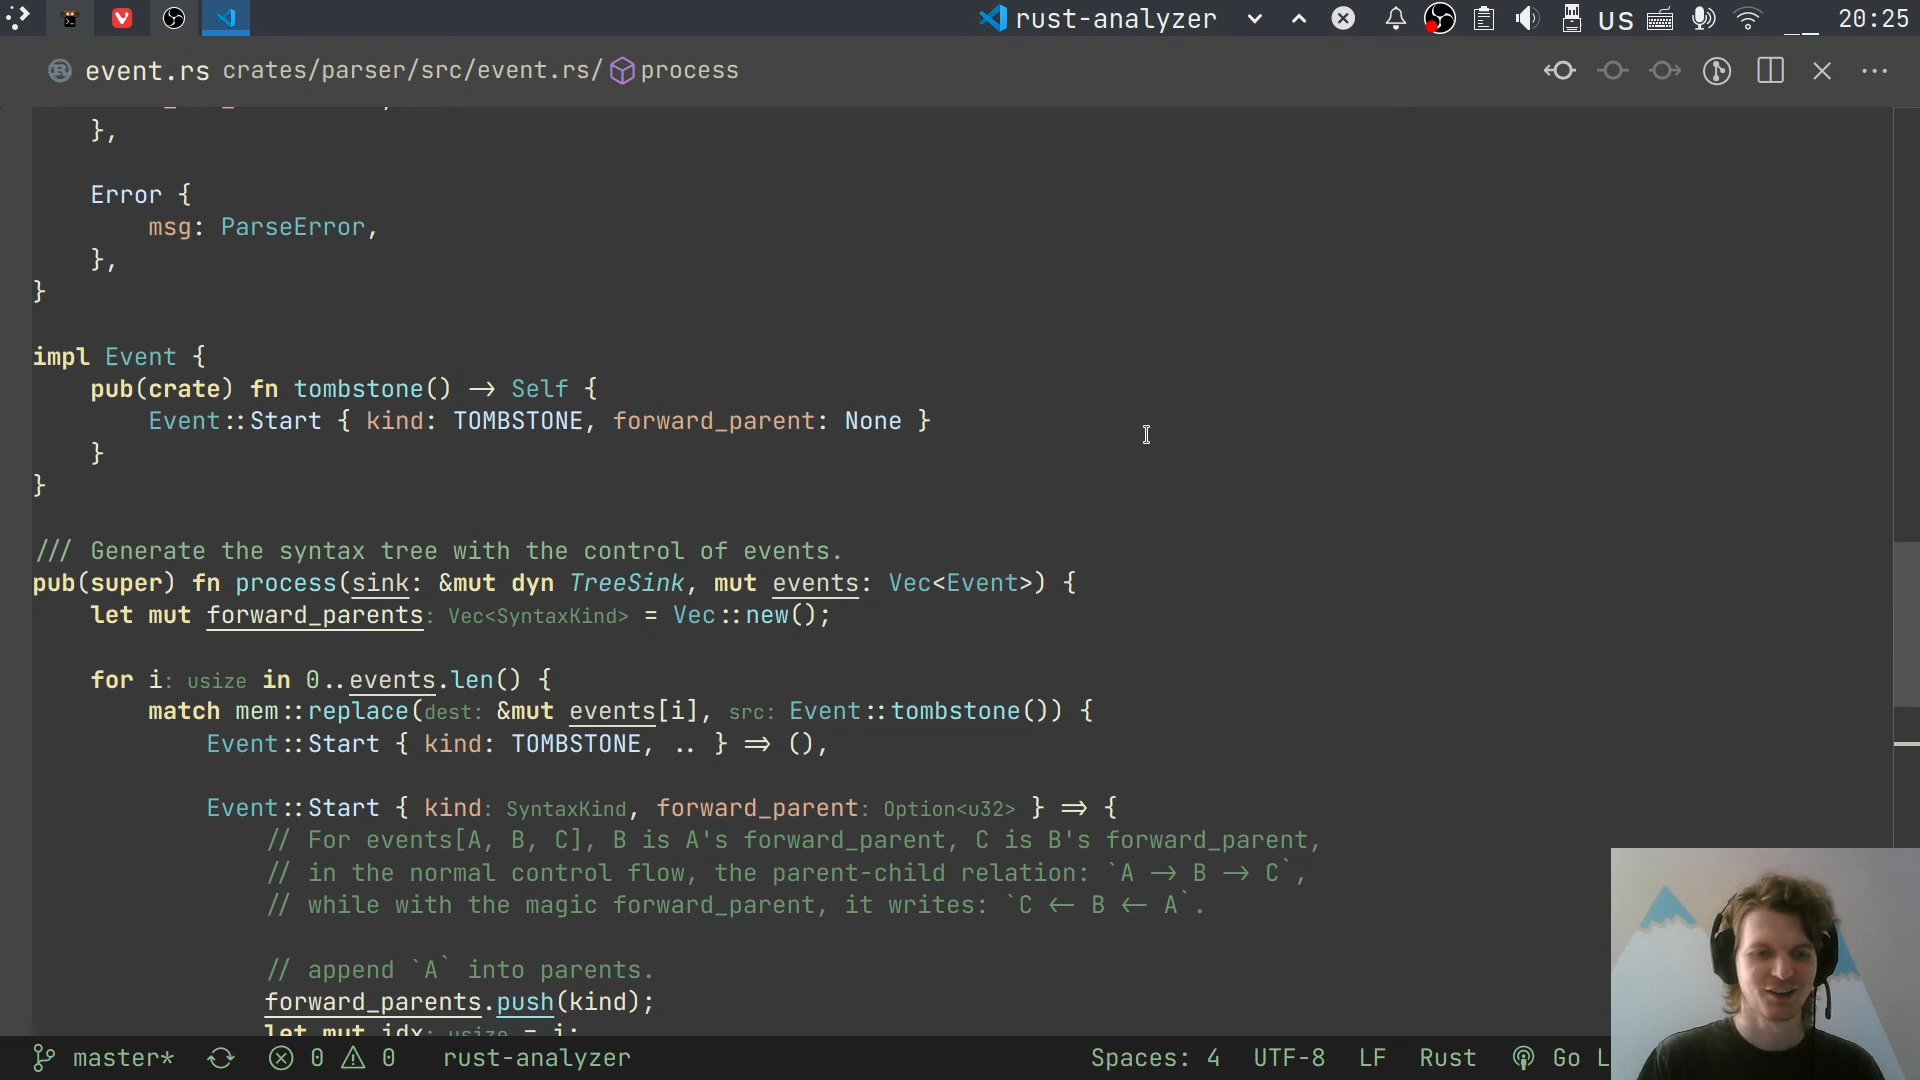 rust-analyzer US 20:25
event.rs crates/parser/src/event.rs/ process
},
Error {
msg: ParseError,
},
}
impl Event {
pub(crate) fn tombstone() -> Self {
Event::Start { kind: TOMBSTONE, forward_parent: None }
}
}
/// Generate the syntax tree with the control of events.
pub(super) fn process(sink: &mut dyn TreeSink, mut events: Vec<Event>) {
let mut forward_parents: Vec<SyntaxKind> = Vec::new();
for i: usize in 0..events.len() {
match mem::replace(dest: &mut events[i], src: Event::tombstone()) {
Event::Start { kind: TOMBSTONE, .. } => (),
Event::Start { kind: SyntaxKind, forward_parent: Option<u32> } => {
// For events[A, B, C], B is A's forward_parent, C is B's forward_parent,
// in the normal control flow, the parent-child relation: `A -> B -> C`,
// while with the magic forward_parent, it writes: `C <- B <- A`.
// append `A` into parents.
forward_parents.push(kind);
let mut idx: usize = i;
master* 0 0 rust-analyzer Spaces: 4 UTF-8 LF Rust Go L